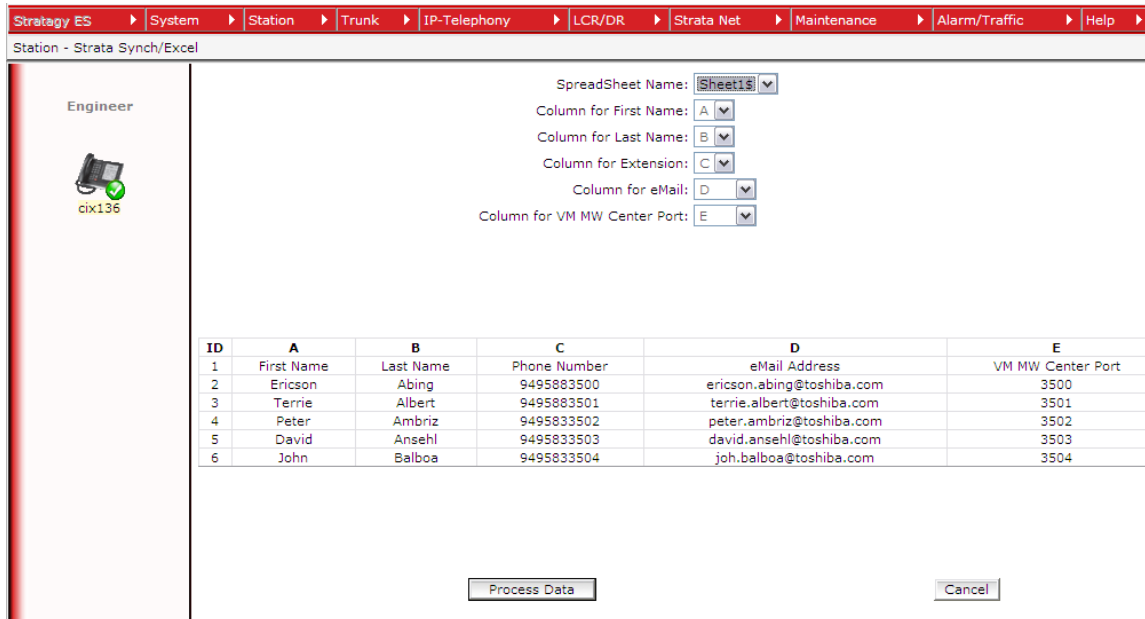 Stratagy ES System Station Trunk IP-Telephony LCR/DR Strata Net Maintenance Alarm/Traffic Help
Station - Strata Synch/Excel
Engineer
cix136
SpreadSheet Name: Sheet1$
Column for First Name: A
Column for Last Name: B
Column for Extension: C
Column for eMail: D
Column for VM MW Center Port: E
ID A B C D E
1 First Name Last Name Phone Number eMail Address VM MW Center Port
2 Ericson Abing 9495883500 ericson.abing@toshiba.com 3500
3 Terrie Albert 9495883501 terrie.albert@toshiba.com 3501
4 Peter Ambriz 9495833502 peter.ambriz@toshiba.com 3502
5 David Ansehl 9495833503 david.ansehl@toshiba.com 3503
6 John Balboa 9495833504 joh.balboa@toshiba.com 3504
Process Data Cancel